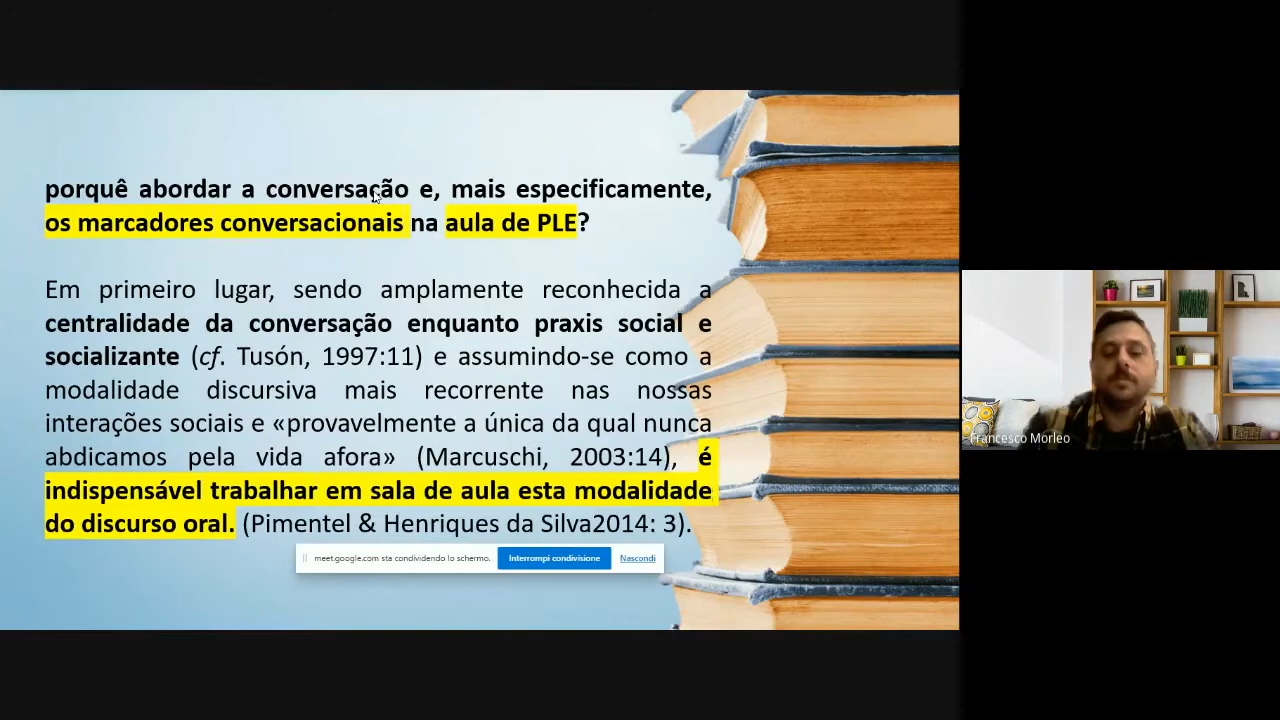 porquê abordar a conversação e, mais especificamente,
os marcadores conversacionais na aula de PLE?
Em primeiro lugar, sendo amplamente reconhecida a
centralidade da conversação enquanto praxis social e
socializante (cf. Tusón, 1997:11) e assumindo-se como a
modalidade discursiva mais recorrente nas nossas
interações sociais e «provavelmente a única da qual nunca
abdicamos pela vida afora» (Marcuschi, 2003:14), é
indispensável trabalhar em sala de aula esta modalidade
do discurso oral. (Pimentel & Henriques da Silva2014: 3).
meet.google.com sta condividendo lo schermo. Interrompi condivisione Nascondi
Francesco Morleo